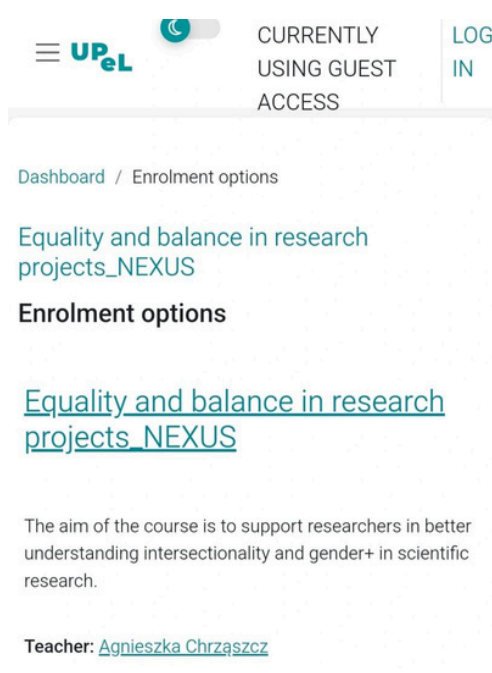 CURRENTLY
USING GUEST
ACCESS
LOG
IN
UPeL
Dashboard / Enrolment options
Equality and balance in research
projects_NEXUS
Enrolment options
Equality and balance in research
projects_NEXUS
The aim of the course is to support researchers in better
understanding intersectionality and gender+ in scientific
research.
Teacher: Agnieszka Chrząszcz